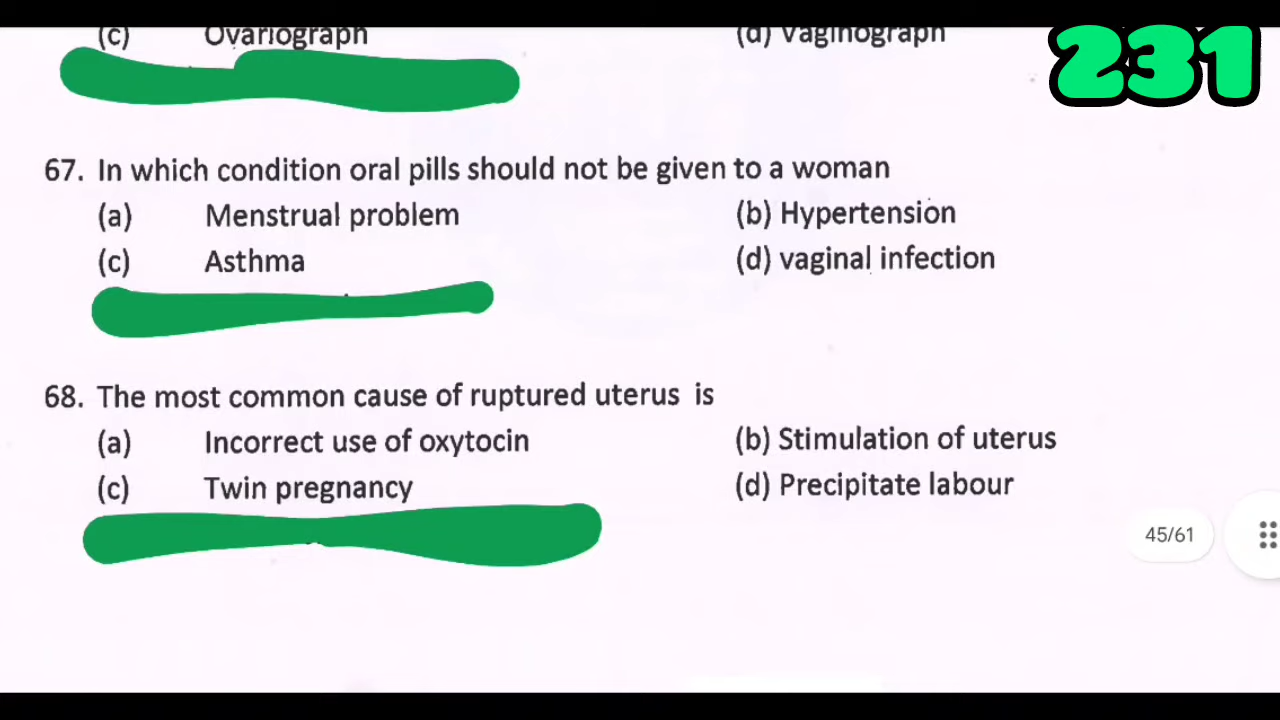 (c) Ovariograph (d) Vaginograph
231
67. In which condition oral pills should not be given to a woman
(a) Menstrual problem (b) Hypertension
(c) Asthma (d) vaginal infection
68. The most common cause of ruptured uterus is
(a) Incorrect use of oxytocin (b) Stimulation of uterus
(c) Twin pregnancy (d) Precipitate labour
45/61